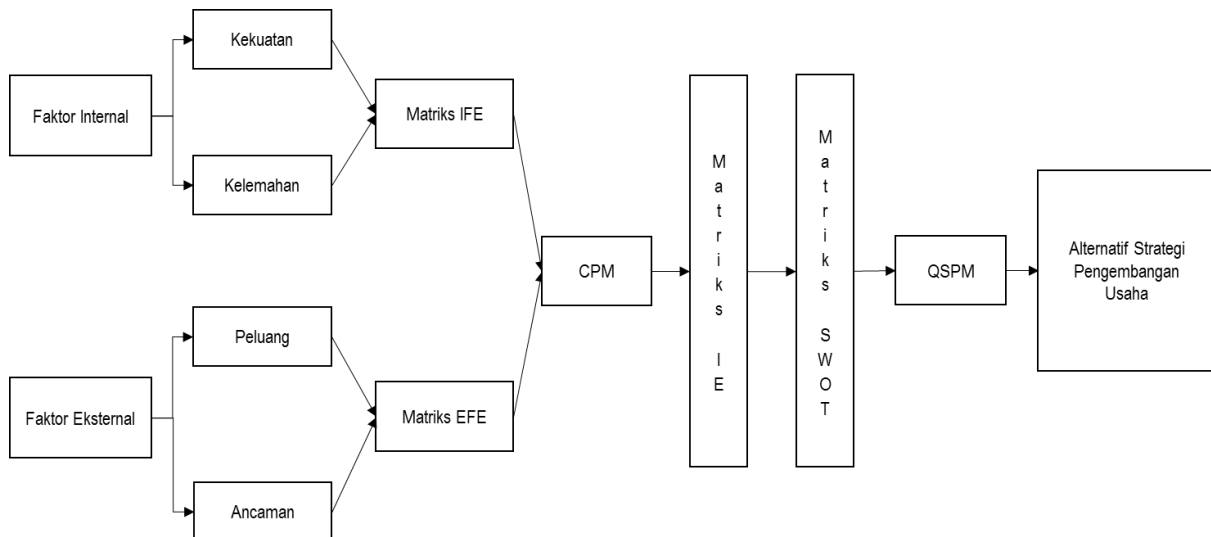 Kekuatan
Faktor Internal
Matriks IFE
Kelemahan
Peluang
Faktor Eksternal
Matriks EFE
Ancaman
CPM
Matriks IE
Matriks SWOT
QSPM
Alternatif Strategi
Pengembangan
Usaha